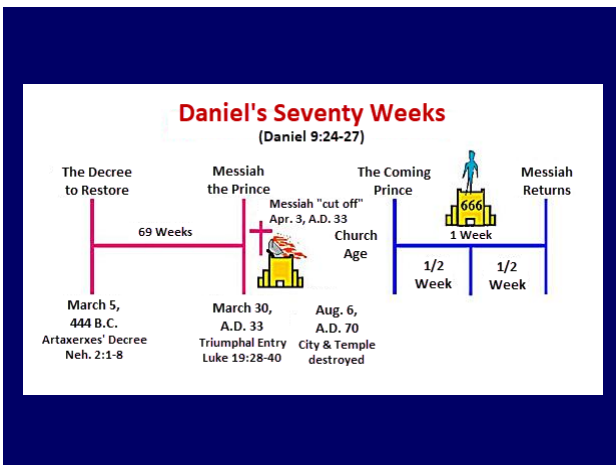 Daniel's Seventy Weeks
(Daniel 9:24-27)
The Decree
to Restore
Messiah
the Prince
The Coming
Prince
Messiah
Returns
Messiah "cut off"
Apr. 3, A.D. 33
69 Weeks
Church
Age
666
1 Week
1/2
Week
1/2
Week
March 5,
444 B.C.
Artaxerxes' Decree
Neh. 2:1-8
March 30,
A.D. 33
Triumphal Entry
Luke 19:28-40
Aug. 6,
A.D. 70
City & Temple
destroyed